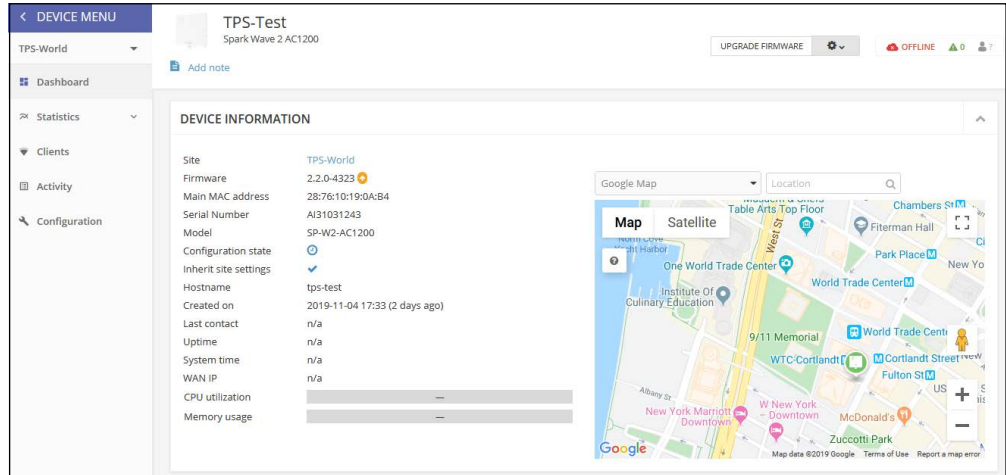 DEVICE MENU
TPS-World
Dashboard
Statistics
Clients
Activity
Configuration
TPS-Test
Spark Wave 2 AC1200
Add note
UPGRADE FIRMWARE
OFFLINE
0
?
DEVICE INFORMATION
Site TPS-World
Firmware 2.2.0-4323
Main MAC address 28:76:10:19:0A:B4
Serial Number AI31031243
Model SP-W2-AC1200
Configuration state
Inherit site settings
Hostname tps-test
Created on 2019-11-04 17:33 (2 days ago)
Last contact n/a
Uptime n/a
System time n/a
WAN IP n/a
CPU utilization —
Memory usage —
Google Map
Location
Map Satellite
Table Arts Top Floor
Chambers St
West St
Fiterman Hall
Park Place
New Yo
One World Trade Center
World Trade Center
Institute Of
Culinary Education
9/11 Memorial
World Trade Cente
WTC-Cortlandt
Cortlandt Street
Fulton St
Albany St
New York Marriott
Downtown
W New York
– Downtown
McDonald's
Zuccotti Park
Google
Map data ©2019 Google Terms of Use Report a map error